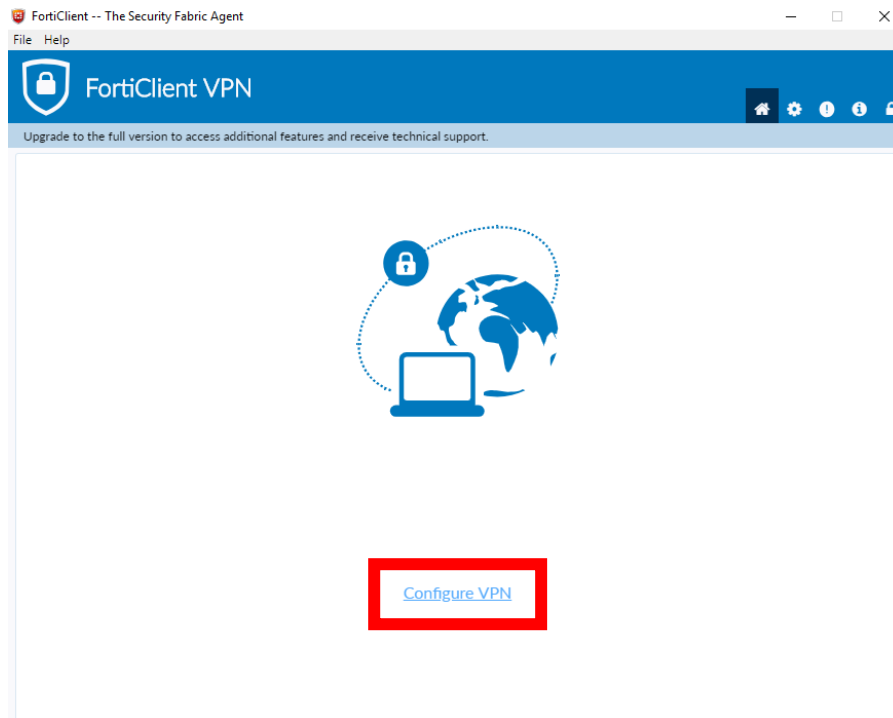 FortiClient -- The Security Fabric Agent
File Help
FortiClient VPN
Upgrade to the full version to access additional features and receive technical support.
Configure VPN